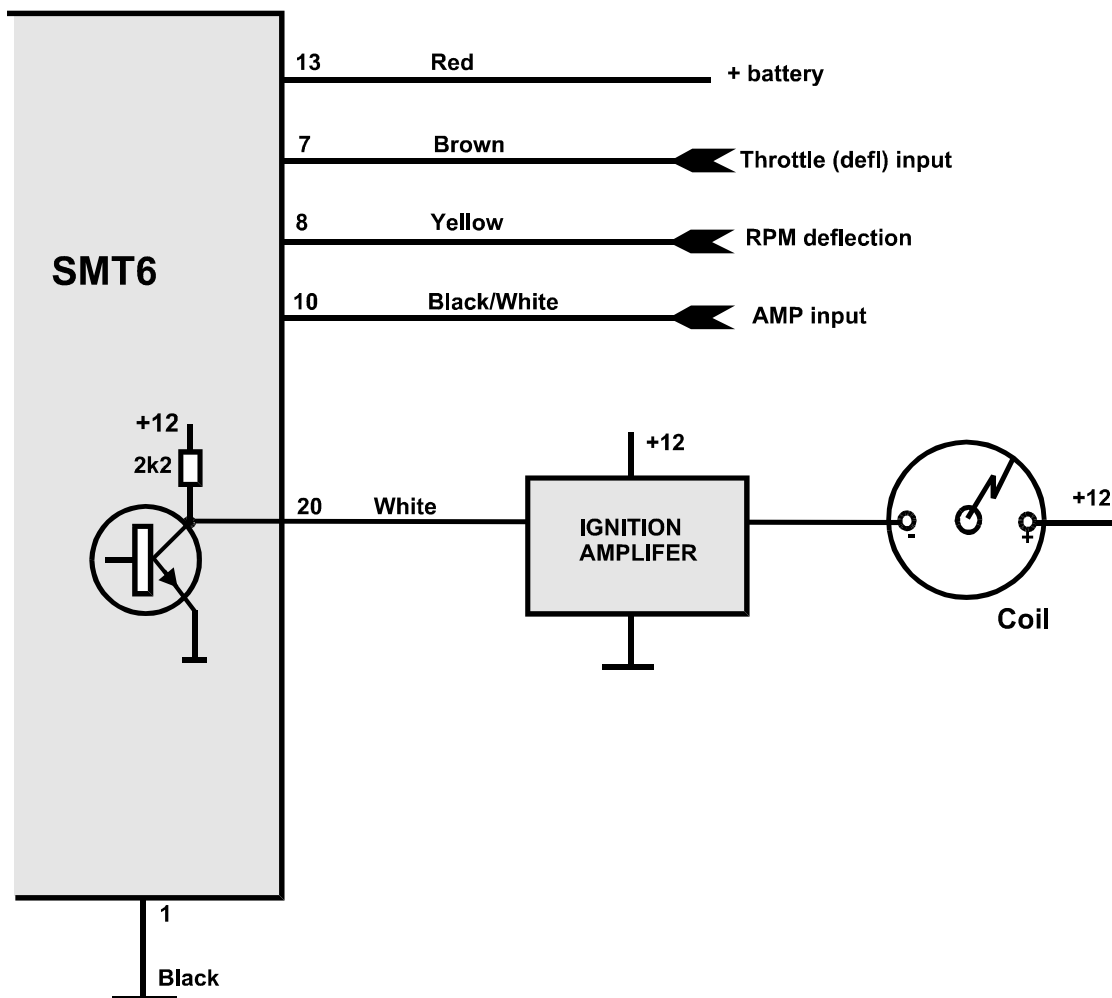 13 Red
+ battery
7 Brown
Throttle (defl) input
8 Yellow
RPM deflection
SMT6
10 Black/White
AMP input
+12
2k2
20 White
+12
IGNITION
AMPLIFER
- +
+12
Coil
1
Black